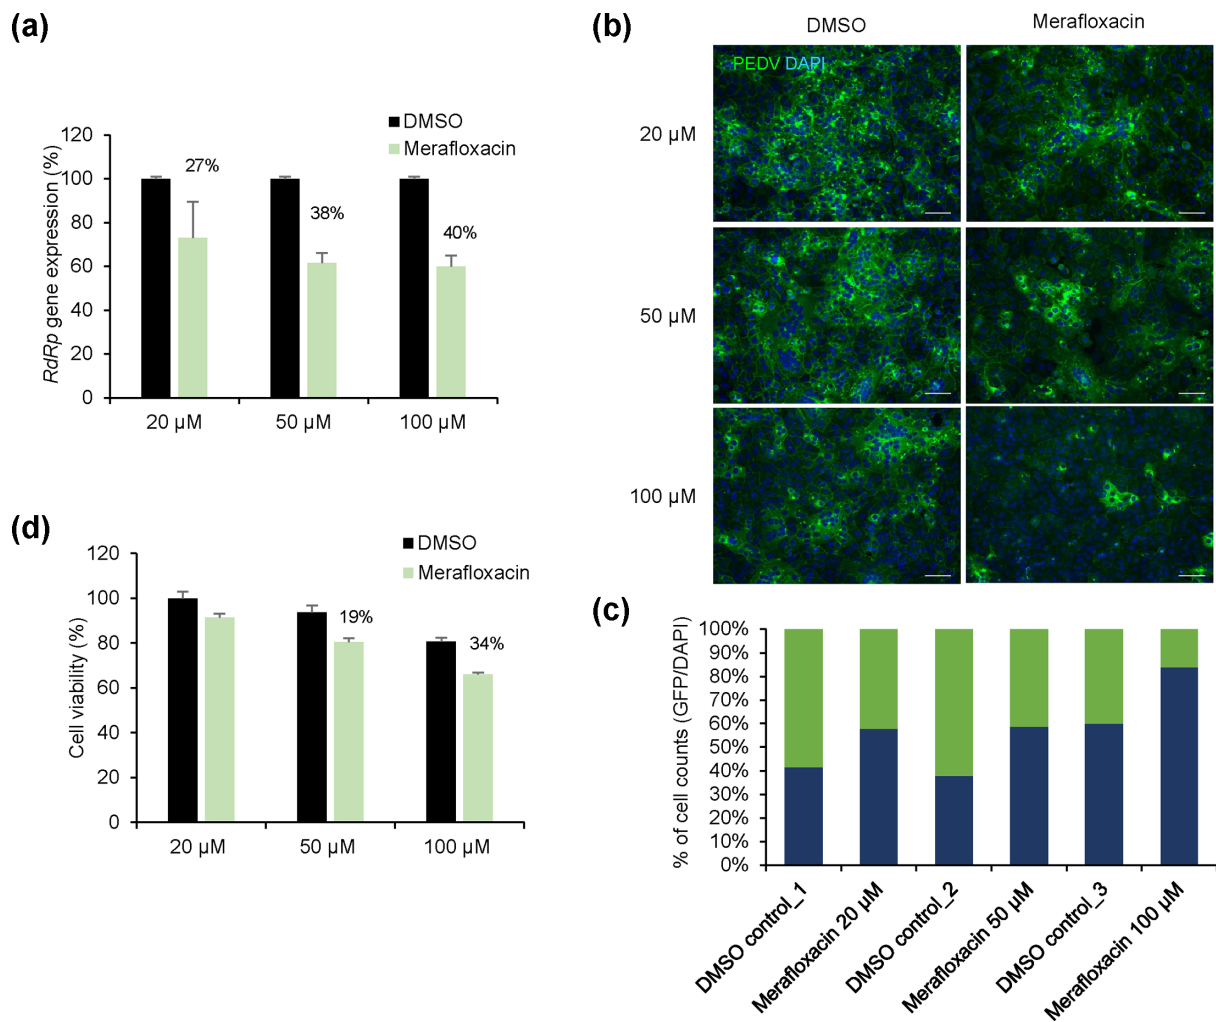 (a)
DMSO
Merafloxacin
RdRp gene expression (%)
120
100
80
60
40
20
0
27%
38%
40%
20 µM
50 µM
100 µM
(b)
DMSO
Merafloxacin
PEDV DAPI
20 µM
50 µM
100 µM
(d)
DMSO
Merafloxacin
Cell viability (%)
120
100
80
60
40
20
0
19%
34%
20 µM
50 µM
100 µM
(c)
% of cell counts (GFP/DAPI)
100%
90%
80%
70%
60%
50%
40%
30%
20%
10%
0%
DMSO control_1
Merafloxacin 20 µM
DMSO control_2
Merafloxacin 50 µM
DMSO control_3
Merafloxacin 100 µM